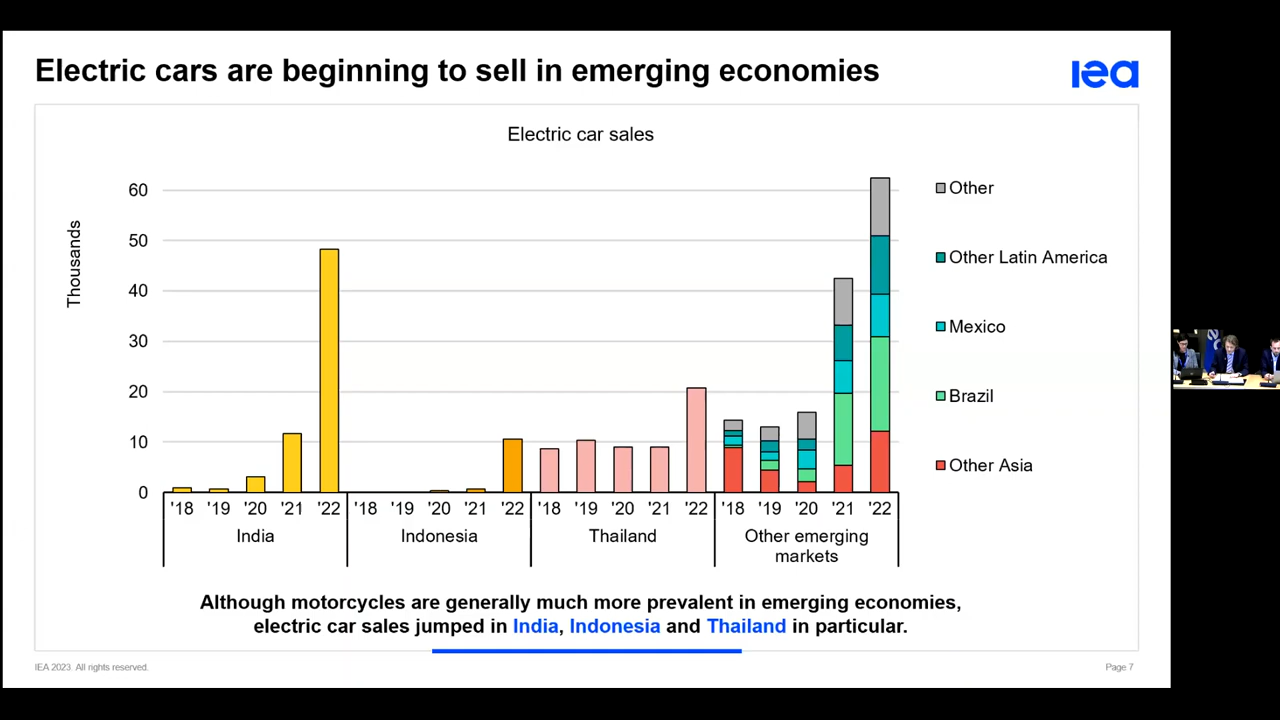 Electric cars are beginning to sell in emerging economies
iea
Electric car sales
Thousands
60
50
40
30
20
10
0
'18 '19 '20 '21 '22 '18 '19 '20 '21 '22 '18 '19 '20 '21 '22 '18 '19 '20 '21 '22
India Indonesia Thailand Other emerging
markets
Other
Other Latin America
Mexico
Brazil
Other Asia
Although motorcycles are generally much more prevalent in emerging economies,
electric car sales jumped in India, Indonesia and Thailand in particular.
IEA 2023. All rights reserved.
Page 7